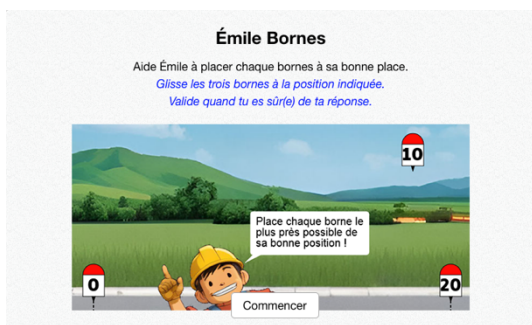 Émile Bornes
Aide Émile à placer chaque bornes à sa bonne place.
Glisse les trois bornes à la position indiquée.
Valide quand tu es sûr(e) de ta réponse.
10
Place chaque borne le
plus près possible de
sa bonne position !
0
20
Commencer